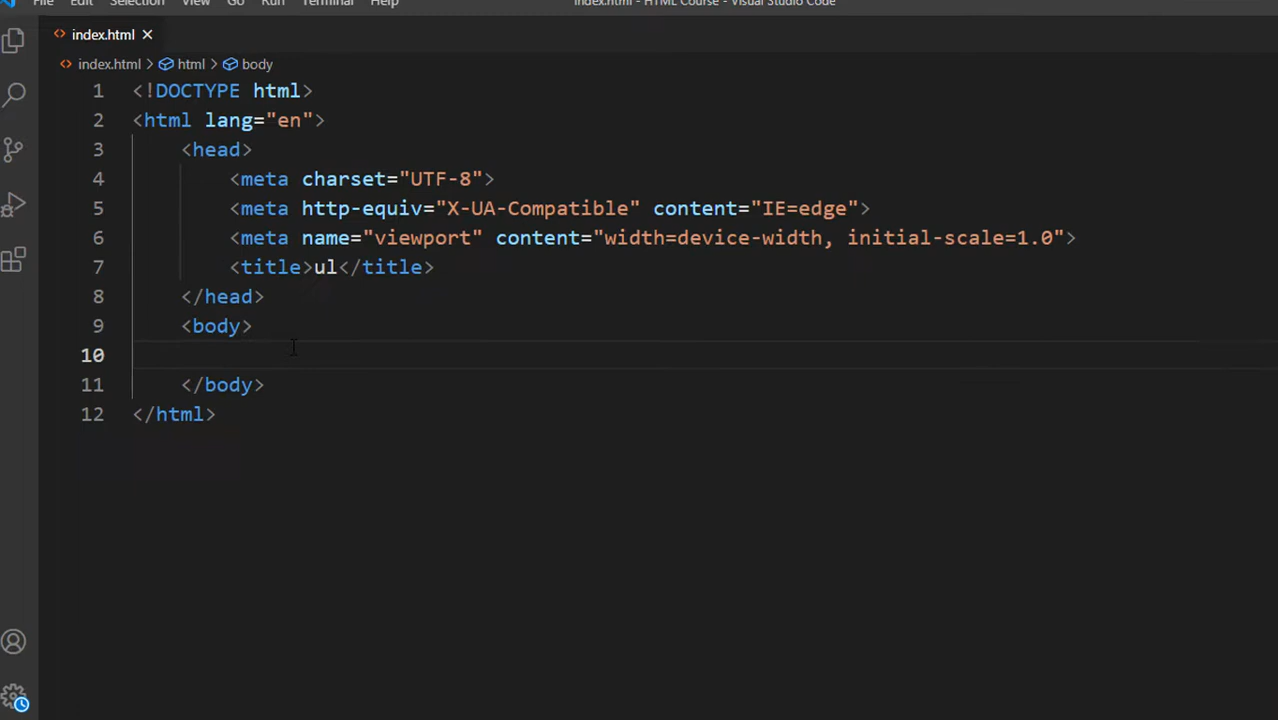 File Edit Selection View Go Run Terminal Help
index.html - HTML Course - Visual Studio Code
index.html
index.html > html > body
1 <!DOCTYPE html>
2 <html lang="en">
3 <head>
4 <meta charset="UTF-8">
5 <meta http-equiv="X-UA-Compatible" content="IE=edge">
6 <meta name="viewport" content="width=device-width, initial-scale=1.0">
7 <title>ul</title>
8 </head>
9 <body>
10
11 </body>
12 </html>